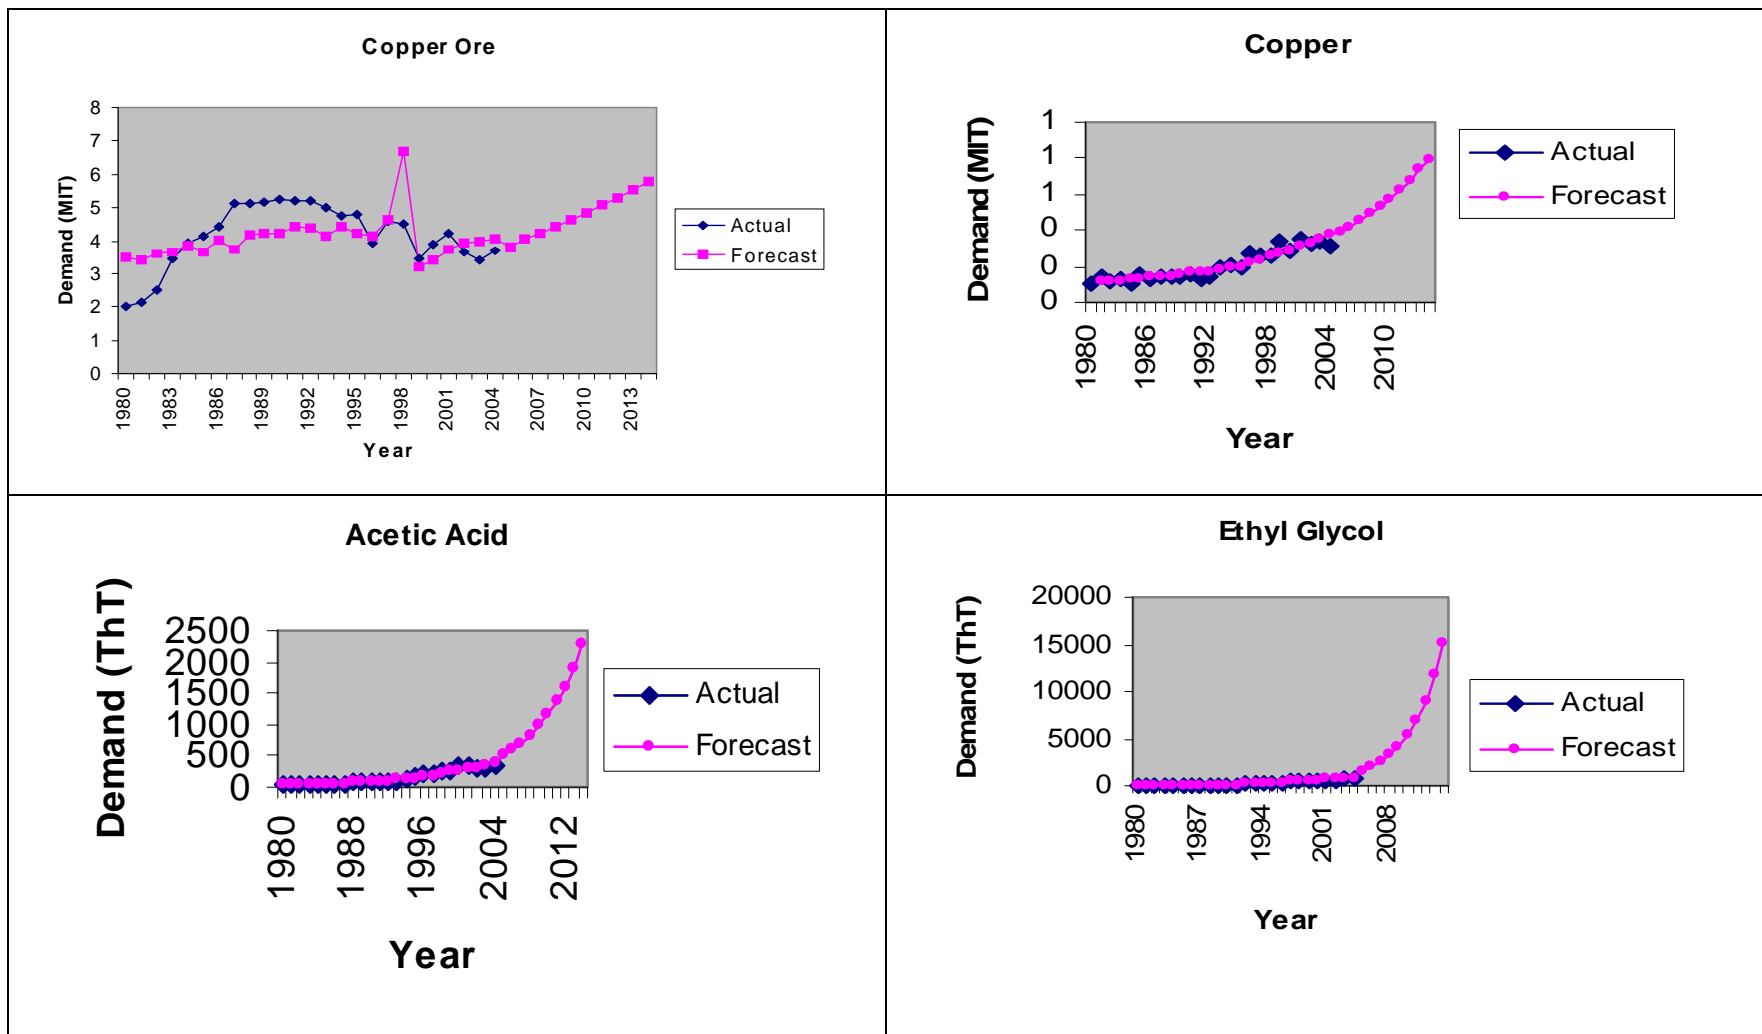 Copper Ore
Demand (MIT)
8
7
6
5
4
3
2
1
0
1980
1983
1986
1989
1992
1995
1998
2001
2004
2007
2010
2013
Year
Actual
Forecast
Copper
Demand (MIT)
1
1
1
0
0
0
1980
1986
1992
1998
2004
2010
Year
Actual
Forecast
Acetic Acid
Demand (ThT)
2500
2000
1500
1000
500
0
1980
1988
1996
2004
2012
Year
Actual
Forecast
Ethyl Glycol
Demand (ThT)
20000
15000
10000
5000
0
1980
1987
1994
2001
2008
Year
Actual
Forecast